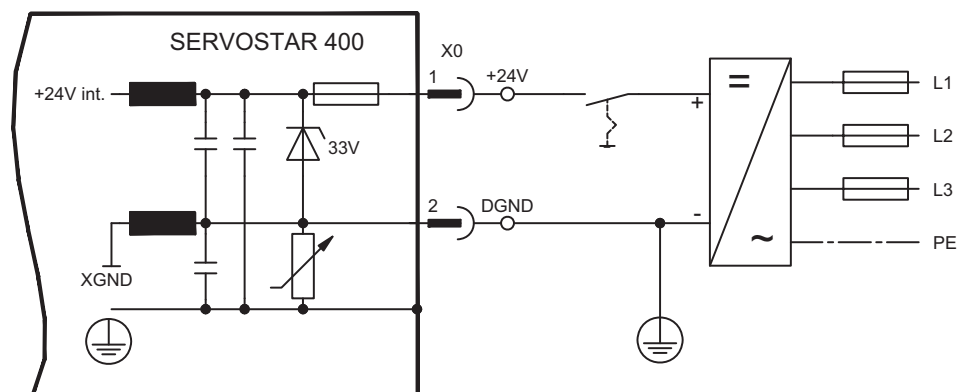 SERVOSTAR 400
X0
+24V int.
1
+24V
+
=
L1
33V
L2
2
DGND
L3
-
~
PE
XGND